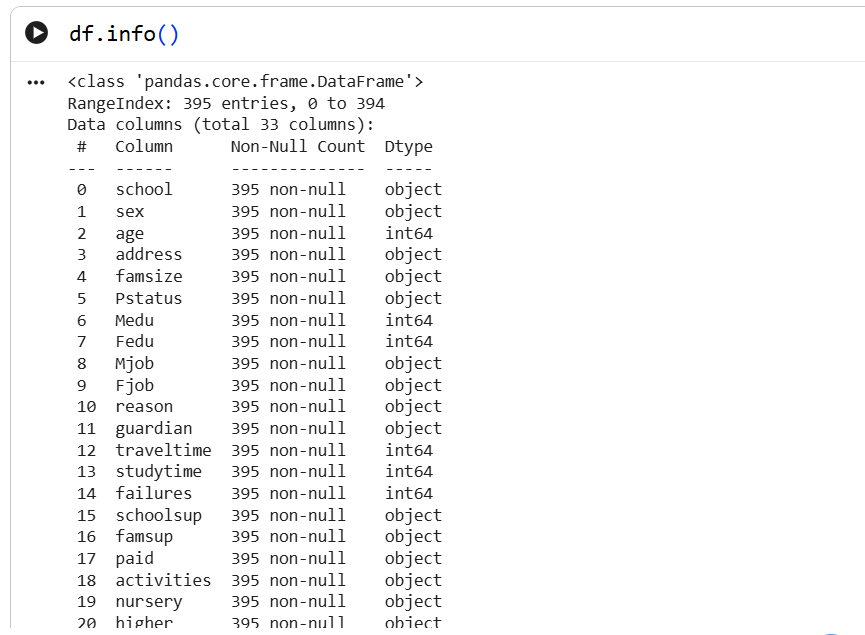 df.info()
<class 'pandas.core.frame.DataFrame'>
RangeIndex: 395 entries, 0 to 394
Data columns (total 33 columns):
 #   Column      Non-Null Count  Dtype
---  ------      --------------  -----
 0   school      395 non-null    object
 1   sex         395 non-null    object
 2   age         395 non-null    int64
 3   address     395 non-null    object
 4   famsize     395 non-null    object
 5   Pstatus     395 non-null    object
 6   Medu        395 non-null    int64
 7   Fedu        395 non-null    int64
 8   Mjob        395 non-null    object
 9   Fjob        395 non-null    object
 10  reason      395 non-null    object
 11  guardian    395 non-null    object
 12  traveltime  395 non-null    int64
 13  studytime   395 non-null    int64
 14  failures    395 non-null    int64
 15  schoolsup   395 non-null    object
 16  famsup      395 non-null    object
 17  paid        395 non-null    object
 18  activities  395 non-null    object
 19  nursery     395 non-null    object
 20  higher      395 non-null    object